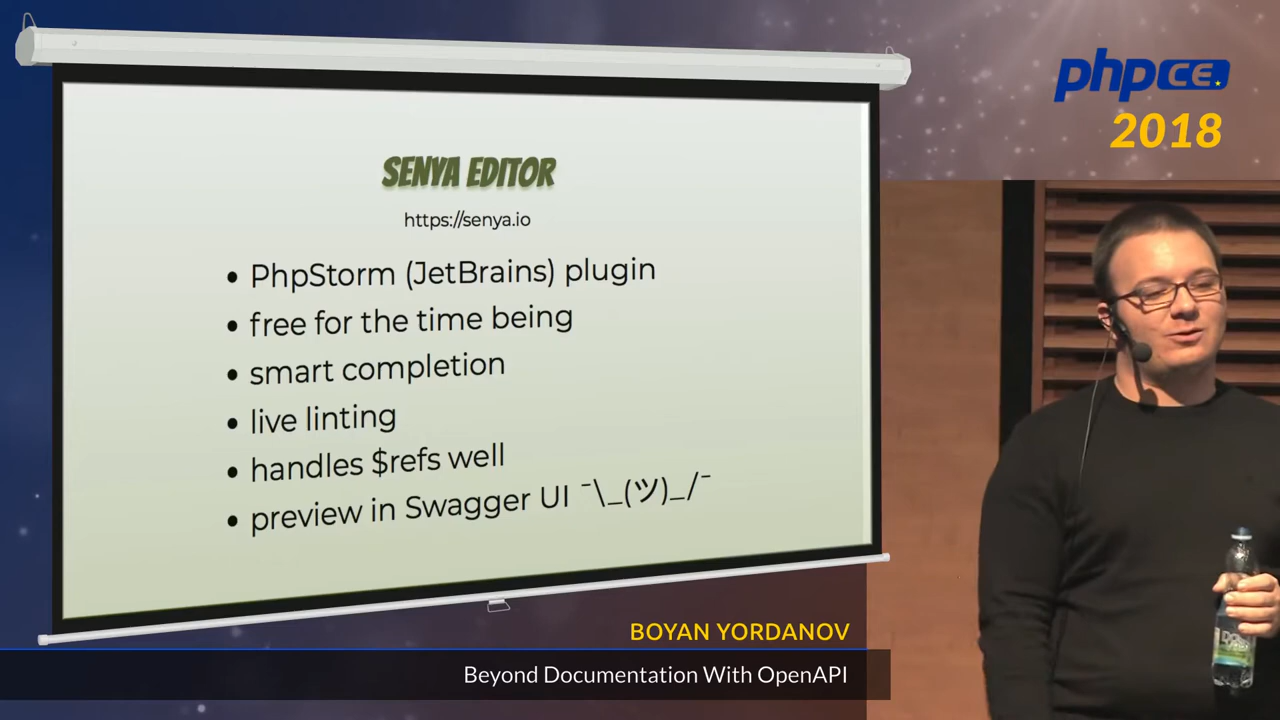 phpCE.
2018
SENYA EDITOR
https://senya.io
• PhpStorm (JetBrains) plugin
• free for the time being
• smart completion
• live linting
• handles $refs well
• preview in Swagger UI ¯\_(ツ)_/¯
BOYAN YORDANOV
Beyond Documentation With OpenAPI